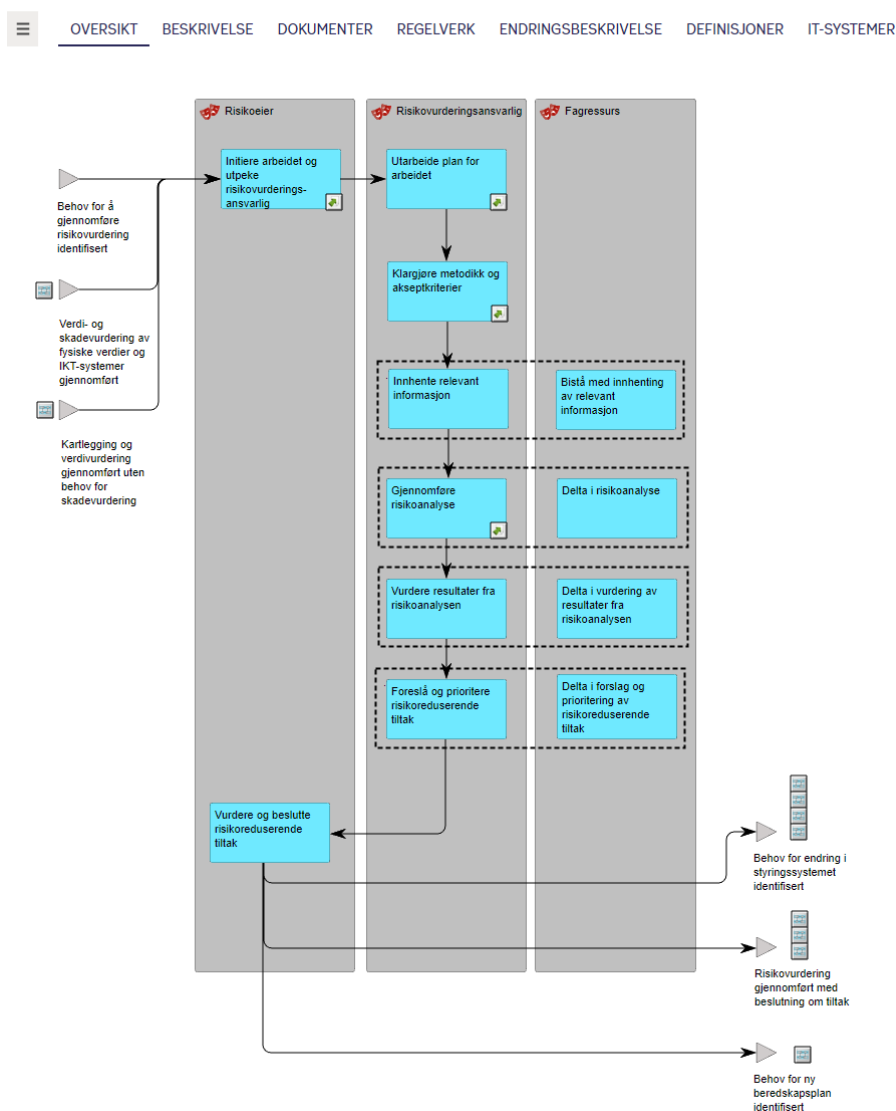 OVERSIKT BESKRIVELSE DOKUMENTER REGELVERK ENDRINGSBESKRIVELSE DEFINISJONER IT-SYSTEMER
Risikoeier
Risikovurderingsansvarlig
Fagressurs
Initiere arbeidet og
utpeke
risikovurderings-
ansvarlig
Utarbeide plan for
arbeidet
Behov for å
gjennomføre
risikovurdering
identifisert
Klargjøre metodikk og
akseptkriterier
Verdi- og
skadevurdering av
fysiske verdier og
IKT-systemer
gjennomført
Innhente relevant
informasjon
Bistå med innhenting
av relevant
informasjon
Kartlegging og
verdivurdering
gjennomført uten
behov for
skadevurdering
Gjennomføre
risikoanalyse
Delta i risikoanalyse
Vurdere resultater fra
risikoanalysen
Delta i vurdering av
resultater fra
risikoanalysen
Foreslå og prioritere
risikoreduserende
tiltak
Delta i forslag og
prioritering av
risikoreduserende
tiltak
Vurdere og beslutte
risikoreduserende
tiltak
Behov for endring i
styringssystemet
identifisert
Risikovurdering
gjennomført med
beslutning om tiltak
Behov for ny
beredskapsplan
identifisert